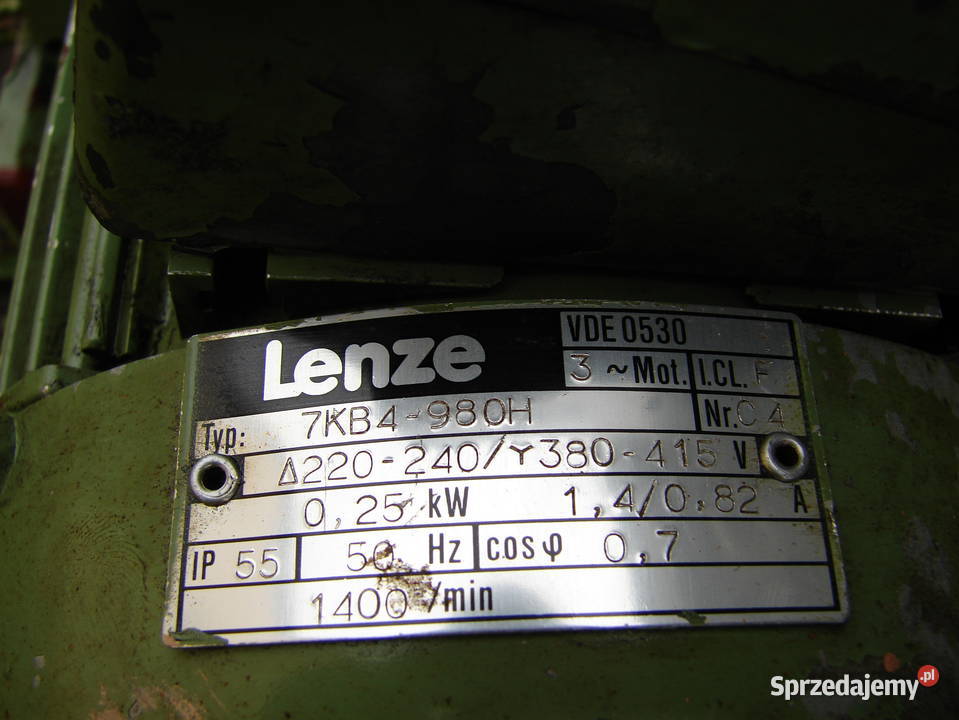 Lenze
VDE 0530
3 ~ Mot. I.CL. F
Typ: 7KB4-980H Nr. C 4
Δ220-240/Y380-415 V
0,25 kW 1,4/0,82 A
IP 55 50 Hz cos φ 0,7
1400 /min
Sprzedajemy.pl